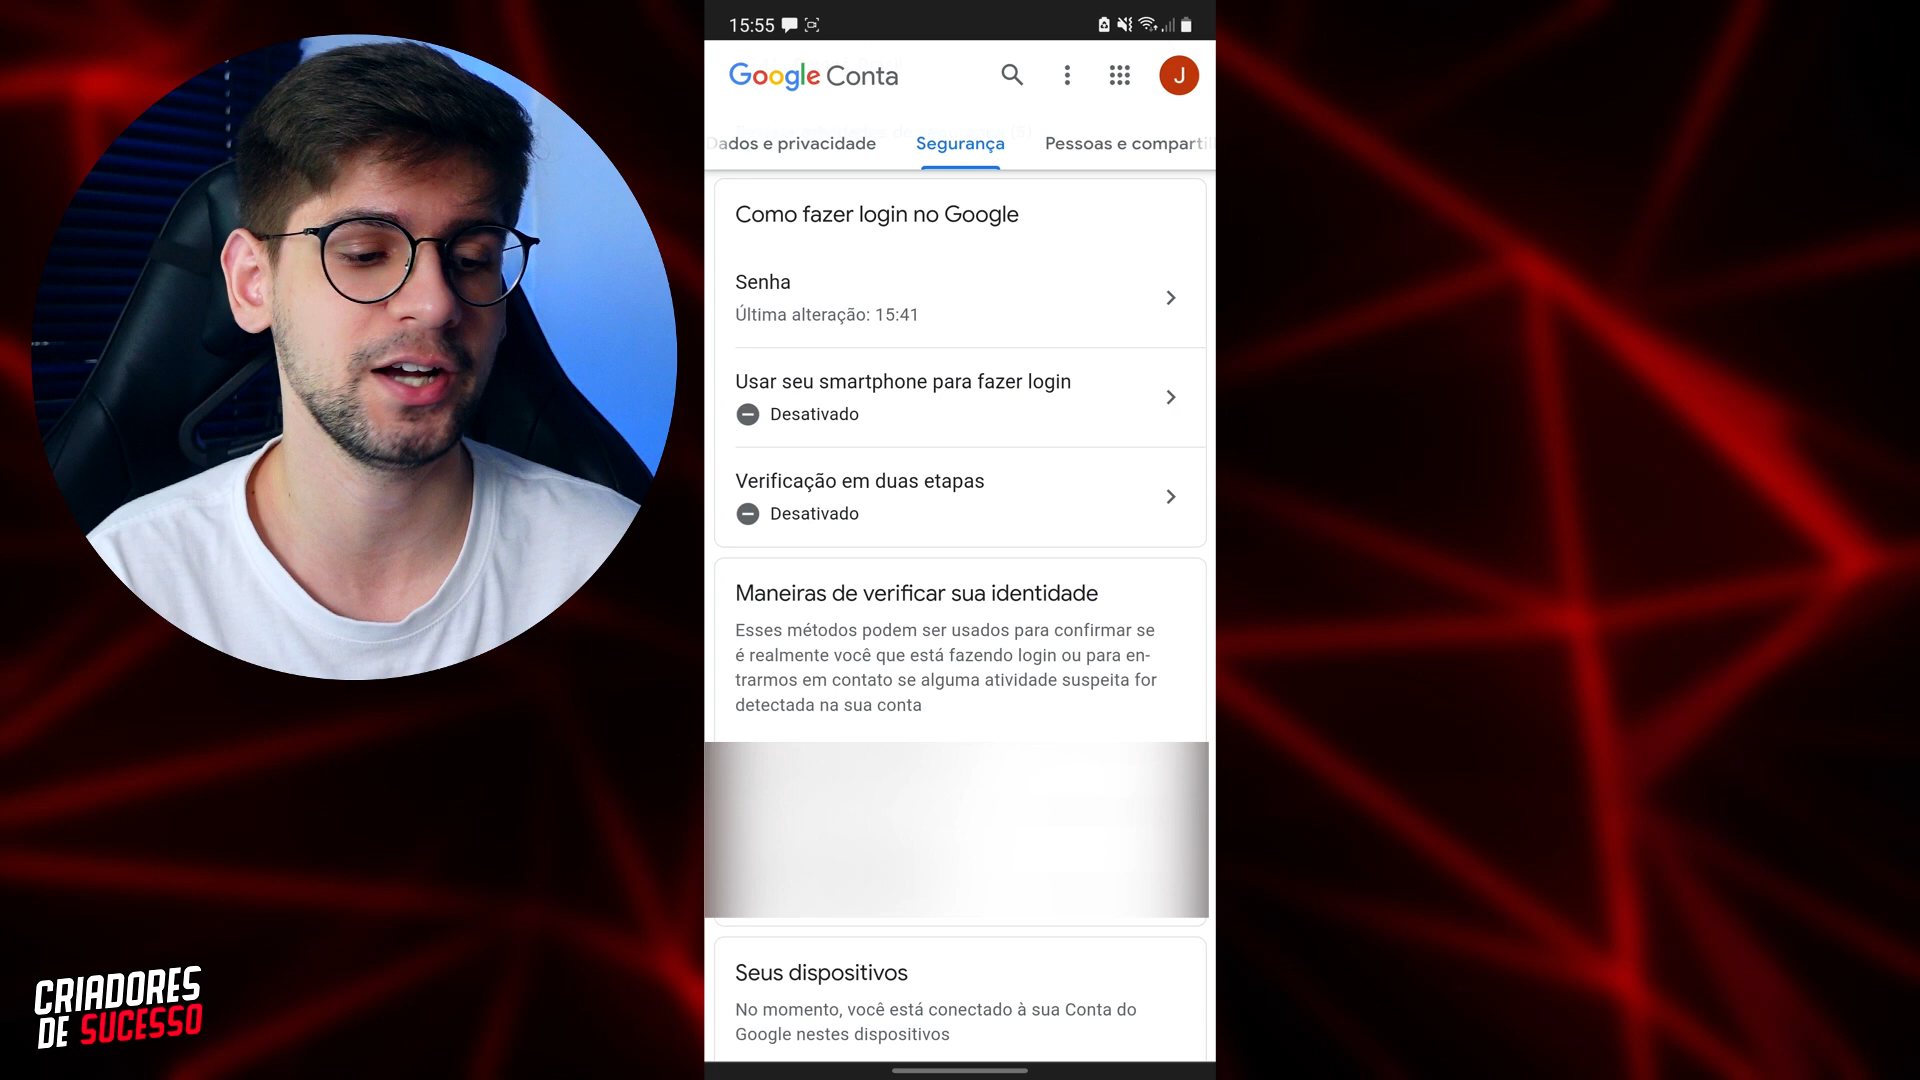 15:55
Google Conta
J
Dados e privacidade
Segurança
Pessoas e comparti
Como fazer login no Google
Senha
Última alteração: 15:41
Usar seu smartphone para fazer login
Desativado
Verificação em duas etapas
Desativado
Maneiras de verificar sua identidade
Esses métodos podem ser usados para confirmar se
é realmente você que está fazendo login ou para en-
trarmos em contato se alguma atividade suspeita for
detectada na sua conta
Seus dispositivos
No momento, você está conectado à sua Conta do
Google nestes dispositivos
CRIADORES
DE SUCESSO